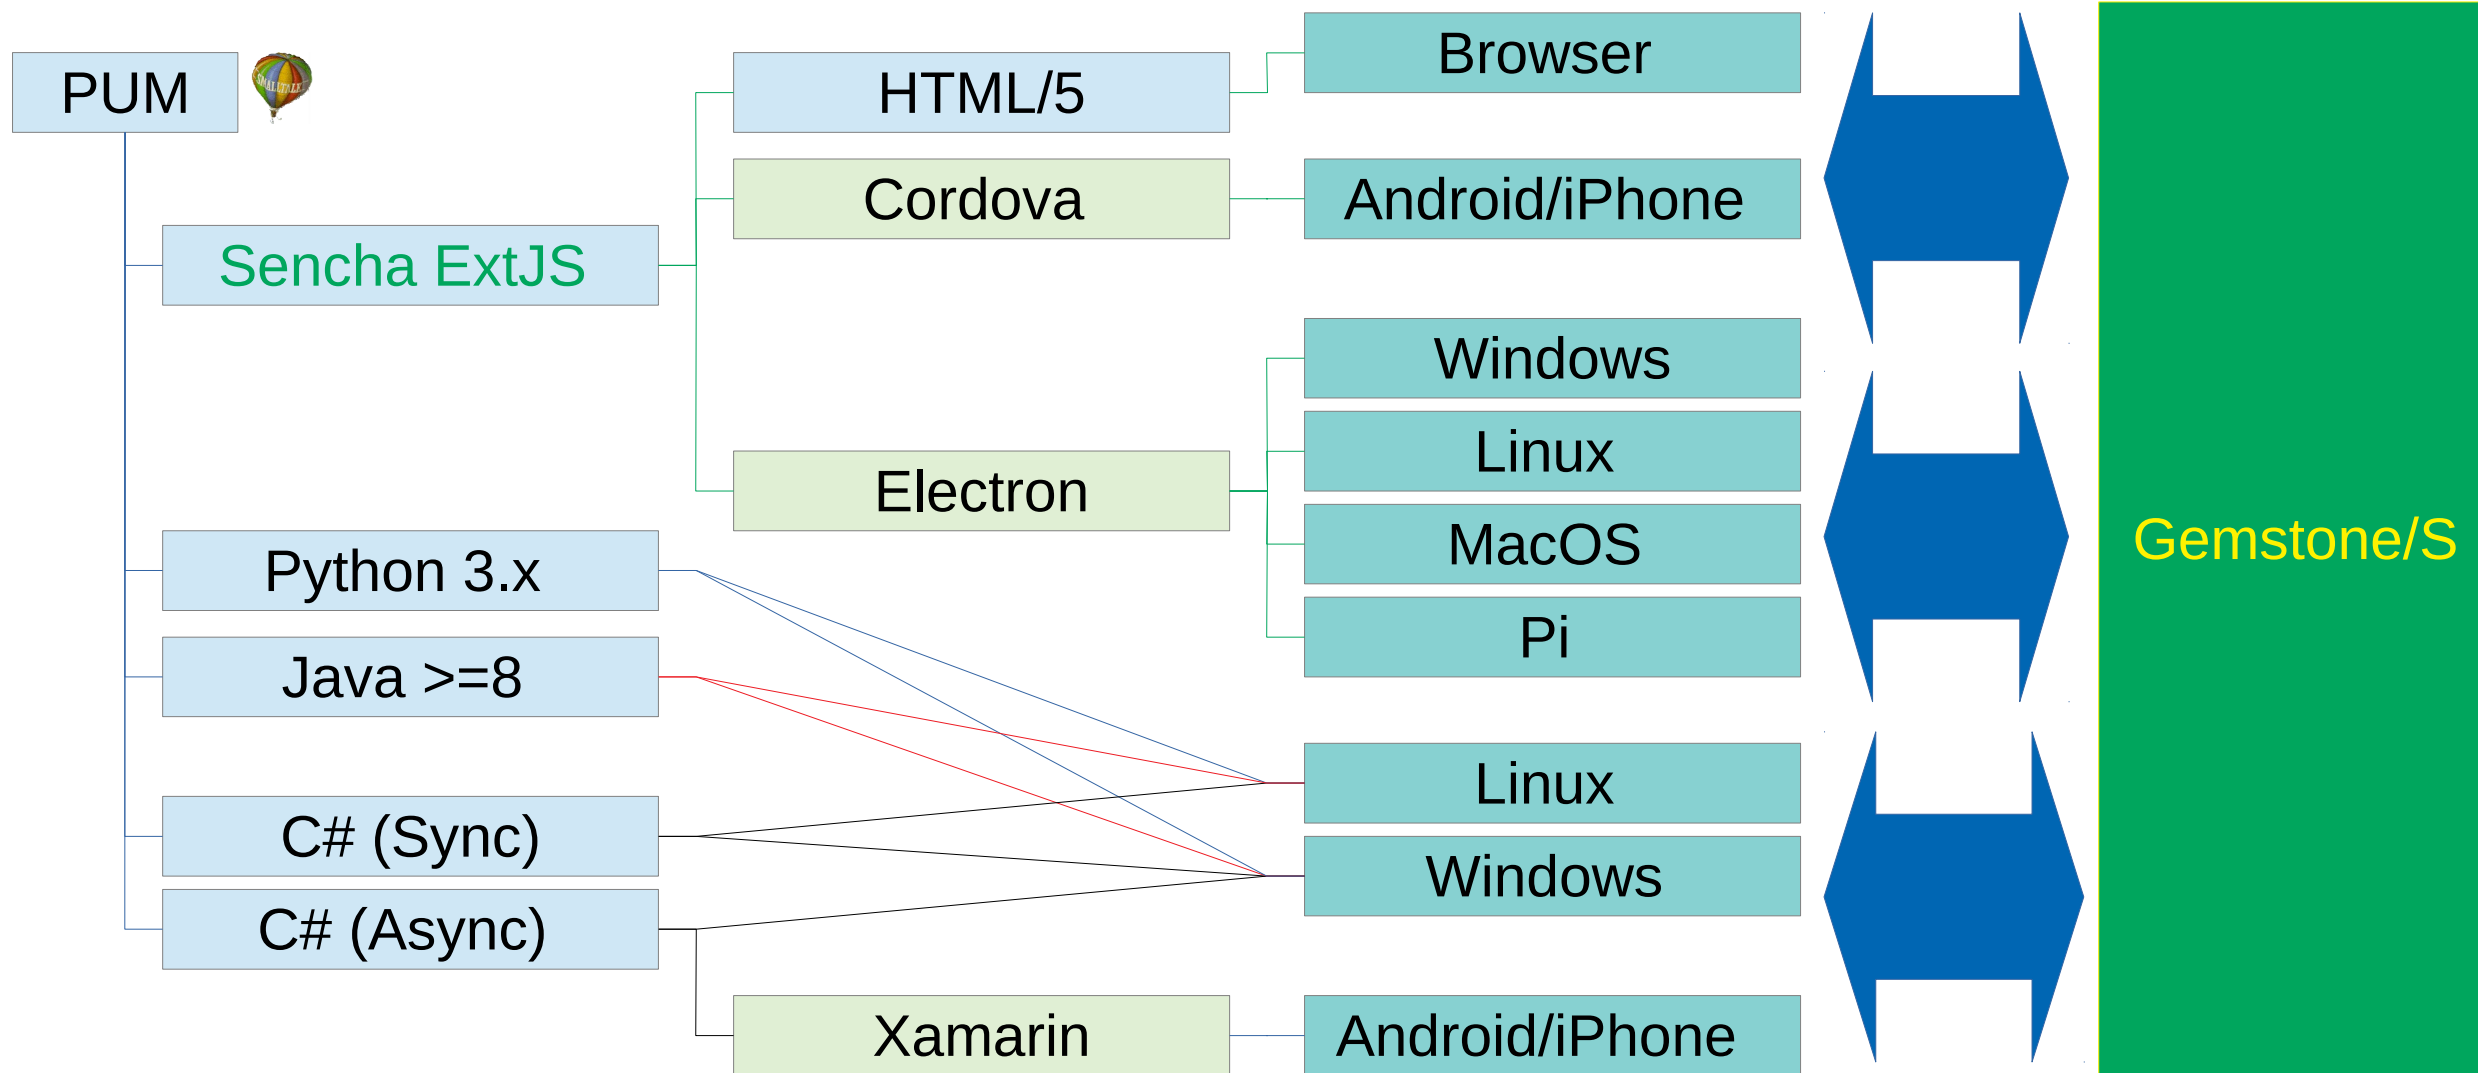 PUM
SMALLTALK
HTML/5
Browser
Cordova
Android/iPhone
Sencha ExtJS
Windows
Linux
Electron
MacOS
Gemstone/S
Python 3.x
Pi
Java >=8
Linux
C# (Sync)
Windows
C# (Async)
Xamarin
Android/iPhone